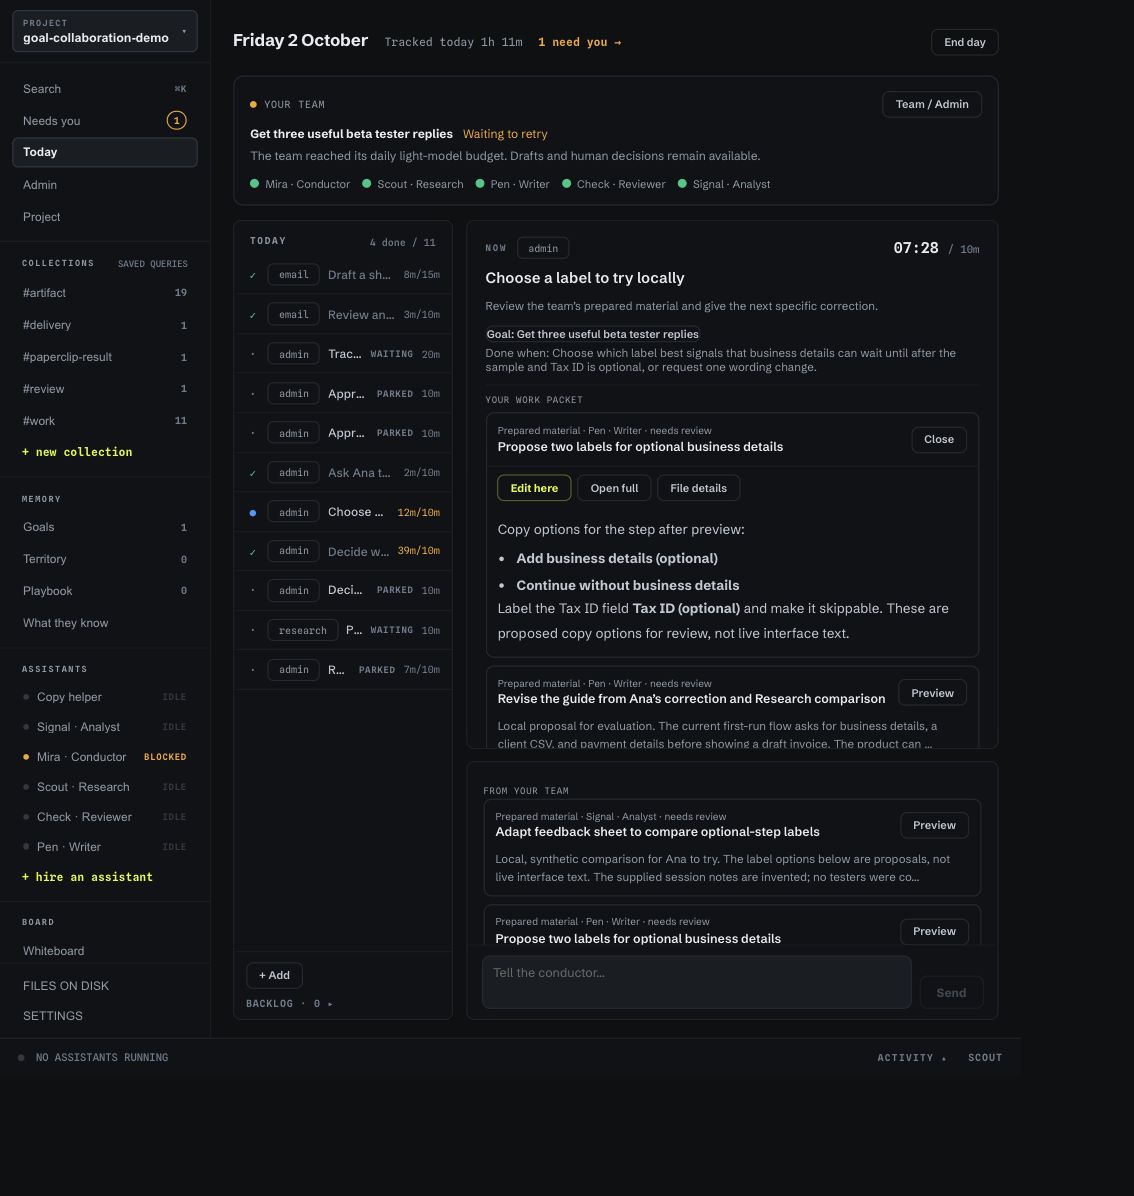 PROJECT
goal-collaboration-demo
Search ⌘K
Needs you 1
Today
Admin
Project
COLLECTIONS SAVED QUERIES
#artifact 19
#delivery 1
#paperclip-result 1
#review 1
#work 11
+ new collection
MEMORY
Goals 1
Territory 0
Playbook 0
What they know
ASSISTANTS
Copy helper IDLE
Signal · Analyst IDLE
Mira · Conductor BLOCKED
Scout · Research IDLE
Check · Reviewer IDLE
Pen · Writer IDLE
+ hire an assistant
BOARD
Whiteboard
FILES ON DISK
SETTINGS
Friday 2 October Tracked today 1h 11m 1 need you →
End day
YOUR TEAM
Team / Admin
Get three useful beta tester replies Waiting to retry
The team reached its daily light-model budget. Drafts and human decisions remain available.
Mira · Conductor Scout · Research Pen · Writer Check · Reviewer Signal · Analyst
TODAY 4 done / 11
✓ email Draft a sh... 8m/15m
✓ email Review an... 3m/10m
· admin Trac... WAITING 20m
· admin Appr... PARKED 10m
· admin Appr... PARKED 10m
✓ admin Ask Ana t... 2m/10m
admin Choose ... 12m/10m
✓ admin Decide w... 39m/10m
· admin Deci... PARKED 10m
· research P... WAITING 10m
· admin R... PARKED 7m/10m
+ Add
BACKLOG · 0 ▸
NOW admin 07:28 / 10m
Choose a label to try locally
Review the team's prepared material and give the next specific correction.
Goal: Get three useful beta tester replies
Done when: Choose which label best signals that business details can wait until after the
sample and Tax ID is optional, or request one wording change.
YOUR WORK PACKET
Prepared material · Pen · Writer · needs review
Propose two labels for optional business details
Close
Edit here Open full File details
Copy options for the step after preview:
• Add business details (optional)
• Continue without business details
Label the Tax ID field Tax ID (optional) and make it skippable. These are
proposed copy options for review, not live interface text.
Prepared material · Pen · Writer · needs review
Revise the guide from Ana's correction and Research comparison
Preview
Local proposal for evaluation. The current first-run flow asks for business details, a
client CSV, and payment details before showing a draft invoice. The product can ...
FROM YOUR TEAM
Prepared material · Signal · Analyst · needs review
Adapt feedback sheet to compare optional-step labels
Preview
Local, synthetic comparison for Ana to try. The label options below are proposals, not
live interface text. The supplied session notes are invented; no testers were co...
Prepared material · Pen · Writer · needs review
Propose two labels for optional business details
Preview
Tell the conductor...
Send
NO ASSISTANTS RUNNING
ACTIVITY ▴ SCOUT